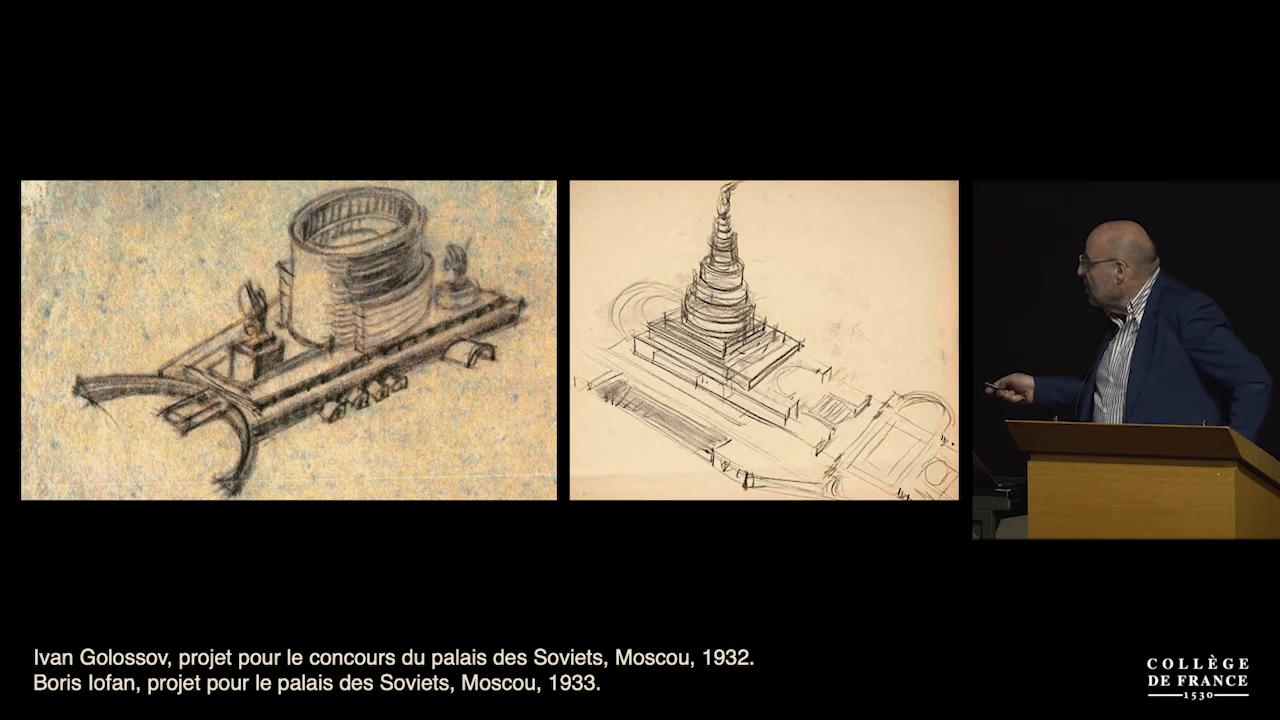 Ivan Golossov, projet pour le concours du palais des Soviets, Moscou, 1932.
Boris Iofan, projet pour le palais des Soviets, Moscou, 1933.
COLLÈGE
DE FRANCE
1530